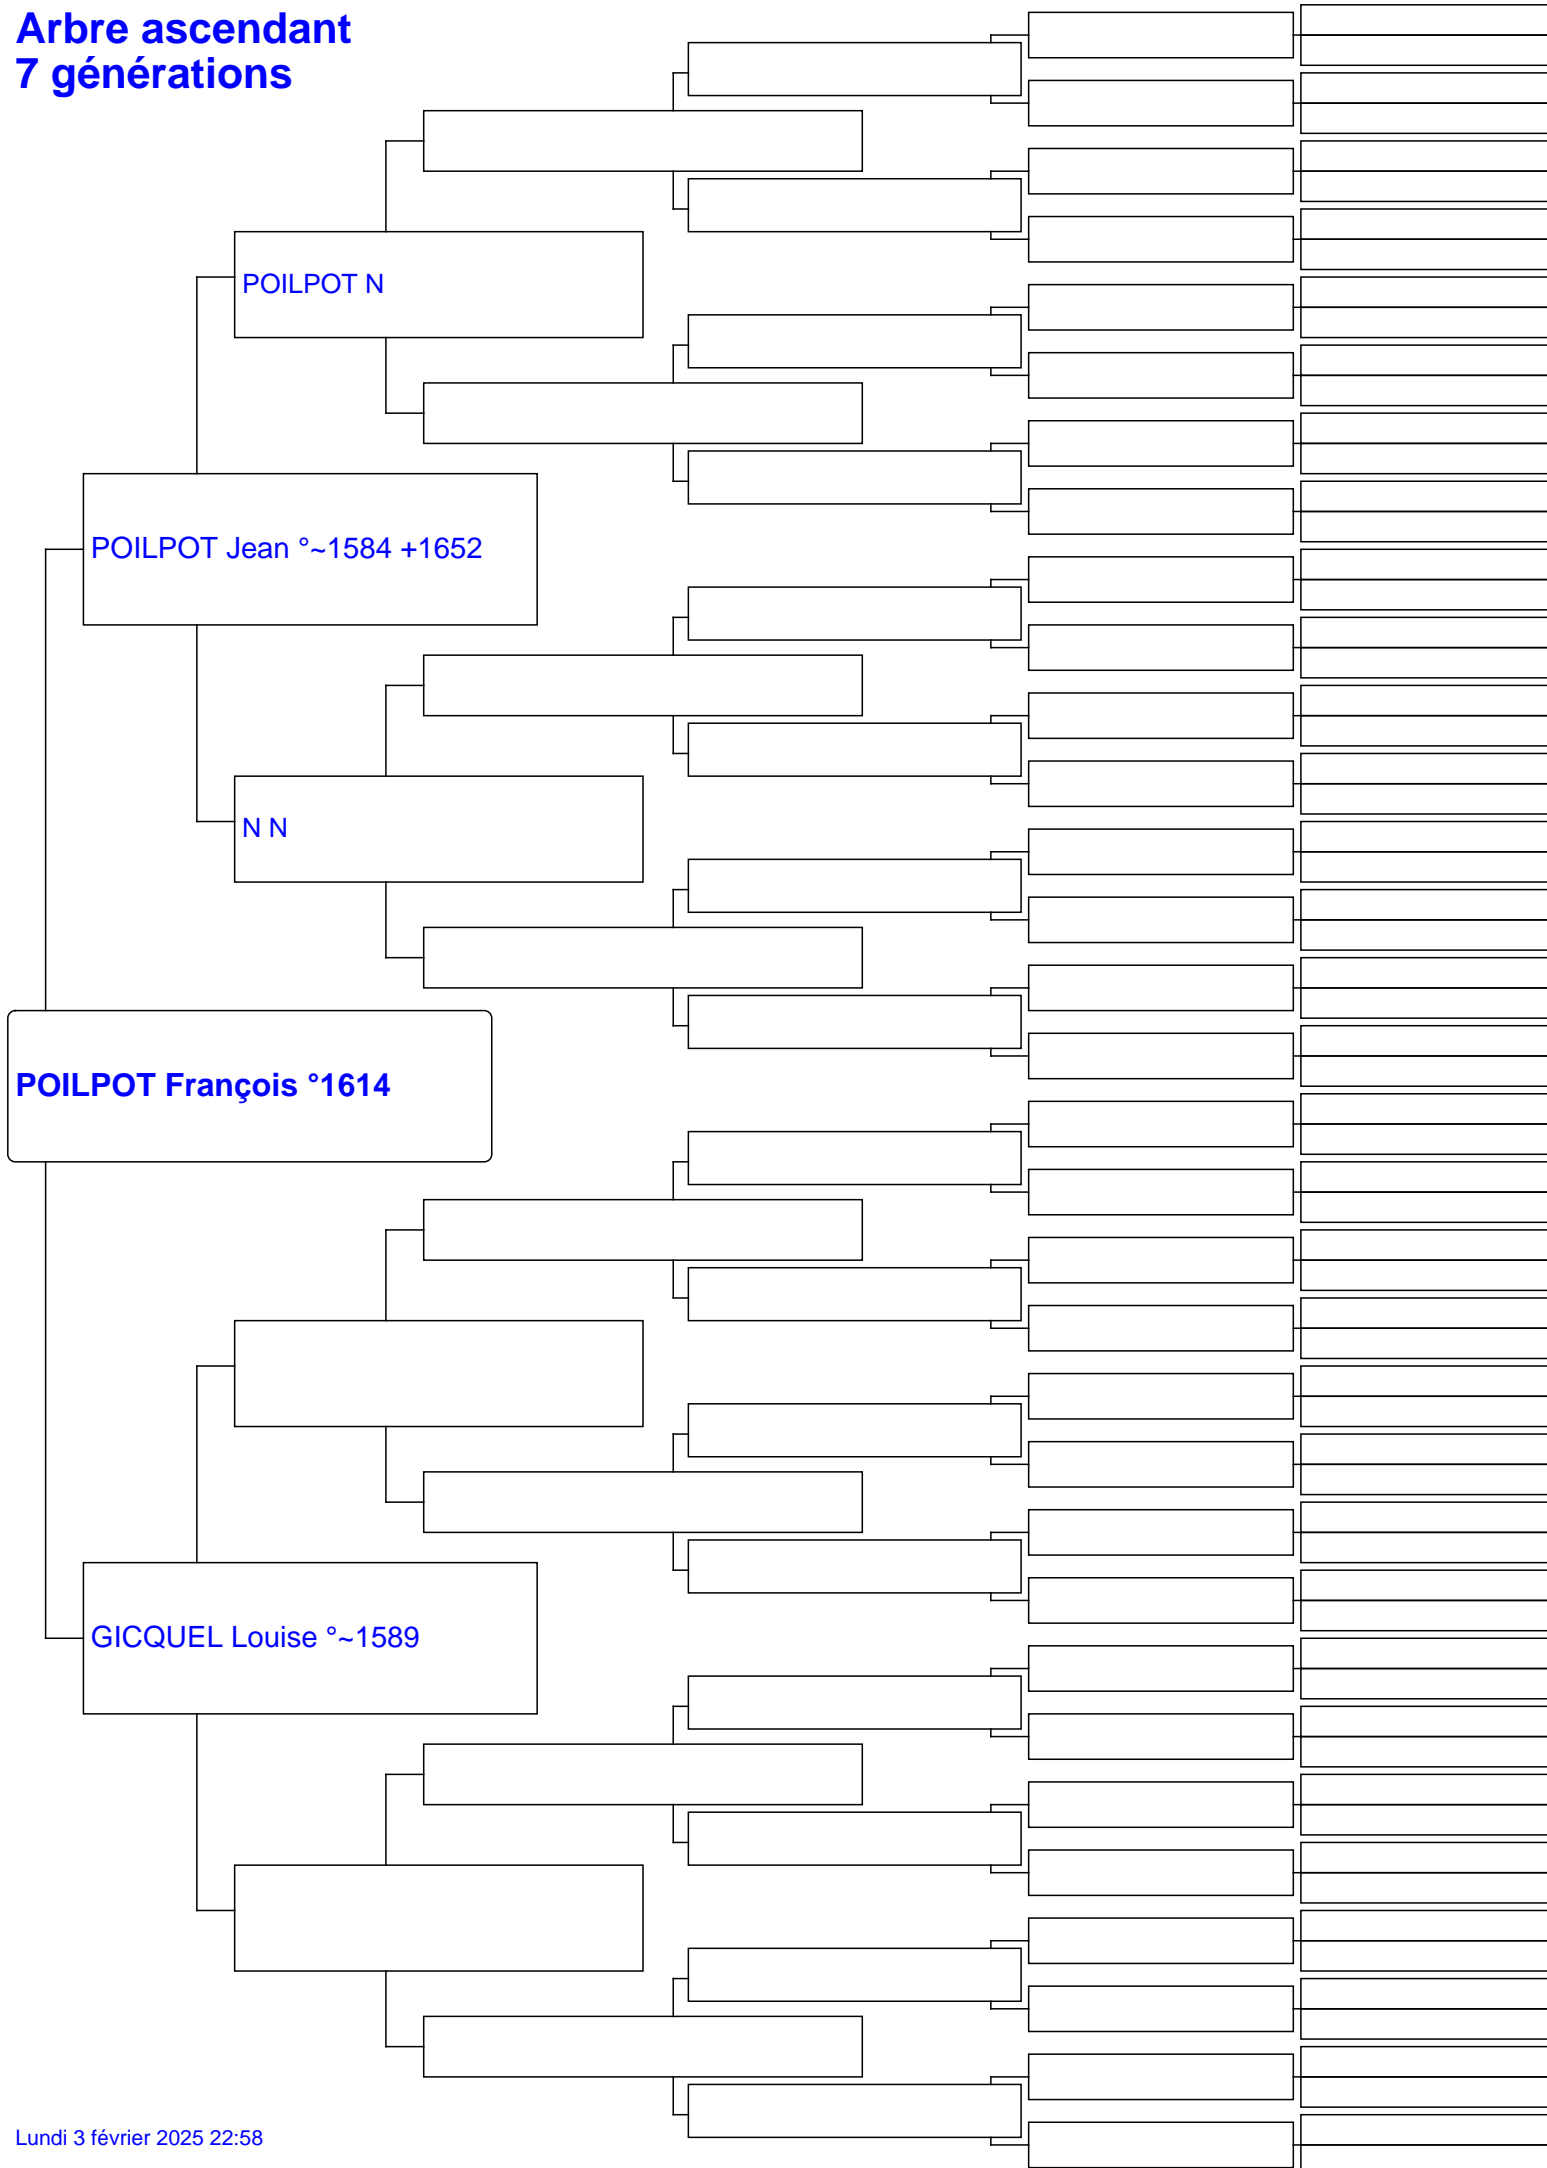 Arbre ascendant
7 générations
POILPOT N
POILPOT Jean °~1584 +1652
N N
POILPOT François °1614
GICQUEL Louise °~1589
Lundi 3 février 2025 22:58